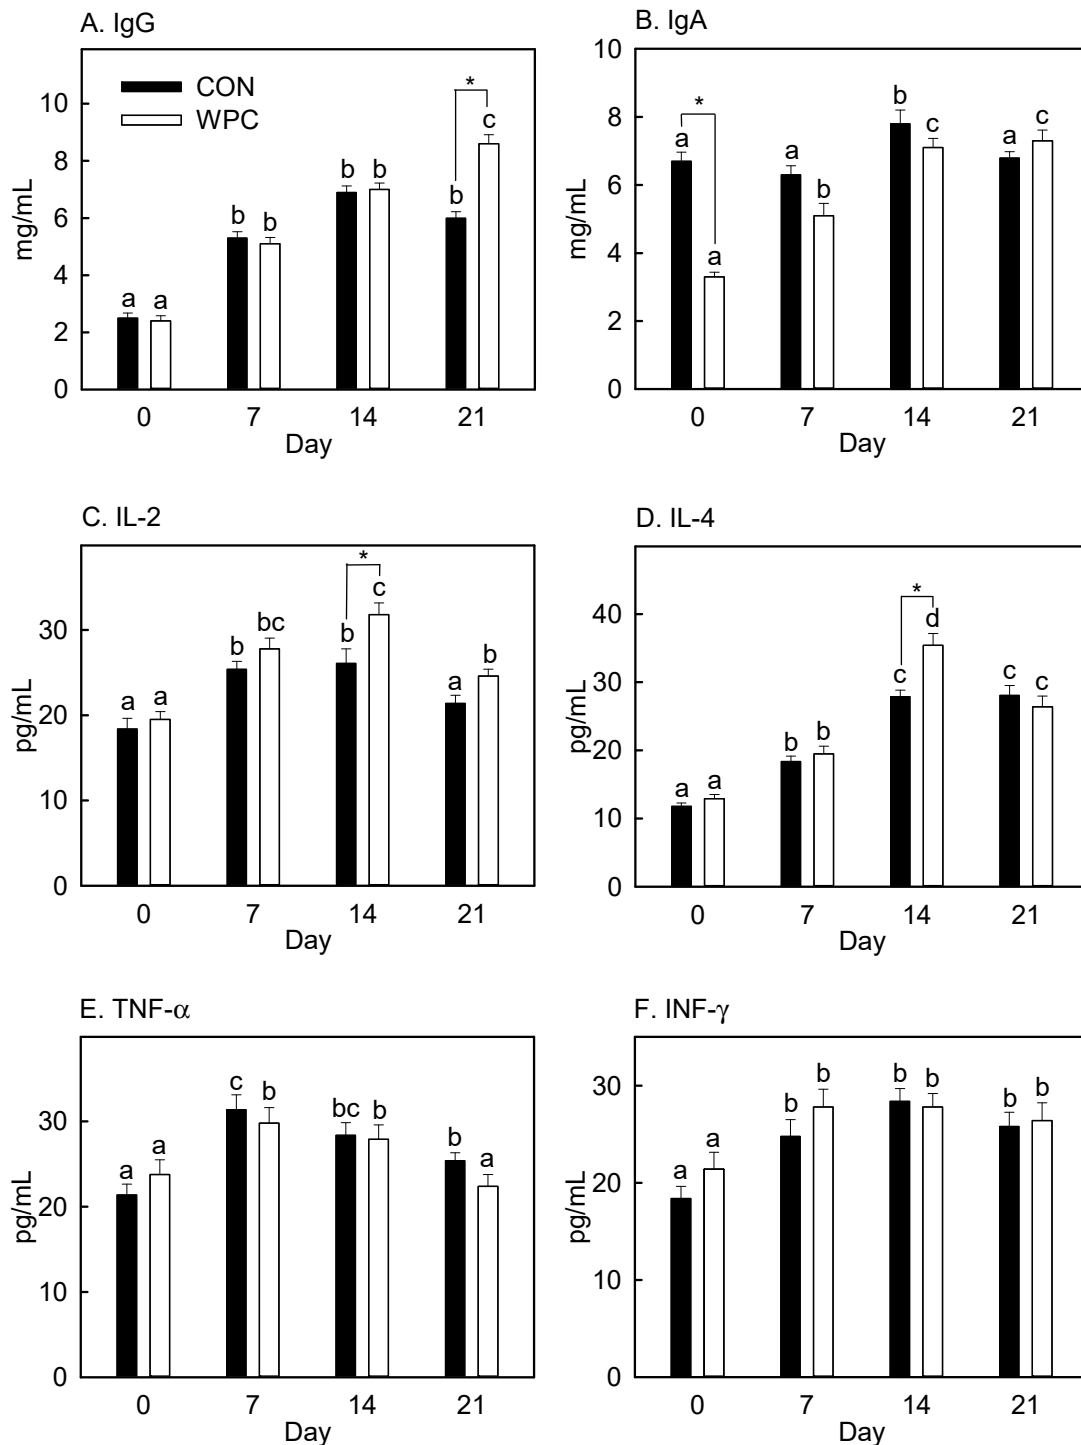 A. IgG
CON
WPC
mg/mL
10
8
6
4
2
0
a a b b b b b * c
0 7 14 21
Day
B. IgA
mg/mL
10
8
6
4
2
0
a * a a b b c a c
0 7 14 21
Day
C. IL-2
pg/mL
30
20
10
0
a a b bc b * c a b
0 7 14 21
Day
D. IL-4
pg/mL
40
30
20
10
0
a a b b c * d c c
0 7 14 21
Day
E. TNF-α
pg/mL
30
20
10
0
a a c b bc b b a
0 7 14 21
Day
F. INF-γ
pg/mL
30
20
10
0
a a b b b b b b
0 7 14 21
Day